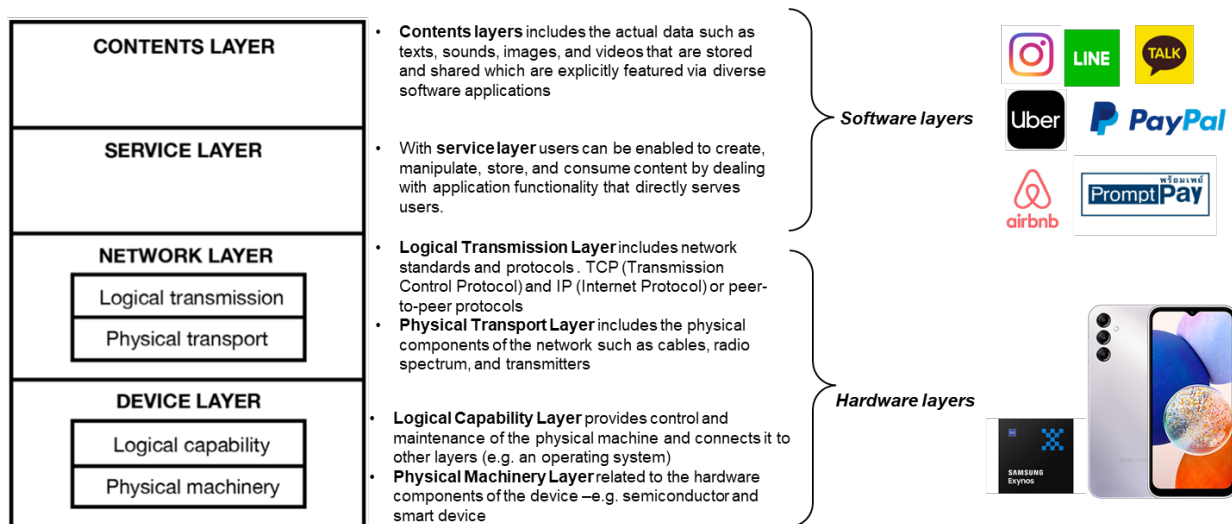 CONTENTS LAYER
• Contents layers includes the actual data such as
texts, sounds, images, and videos that are stored
and shared which are explicitly featured via diverse
software applications
SERVICE LAYER
• With service layer users can be enabled to create,
manipulate, store, and consume content by dealing
with application functionality that directly serves
users.
Software layers
LINE
TALK
Uber
PayPal
airbnb
พร้อมเพย์
PromptPay
NETWORK LAYER
Logical transmission
Physical transport
• Logical Transmission Layer includes network
standards and protocols . TCP (Transmission
Control Protocol) and IP (Internet Protocol) or peer-
to-peer protocols
• Physical Transport Layer includes the physical
components of the network such as cables, radio
spectrum, and transmitters
DEVICE LAYER
Logical capability
Physical machinery
• Logical Capability Layer provides control and
maintenance of the physical machine and connects it to
other layers (e.g. an operating system)
• Physical Machinery Layer related to the hardware
components of the device –e.g. semiconductor and
smart device
Hardware layers
SAMSUNG
Exynos